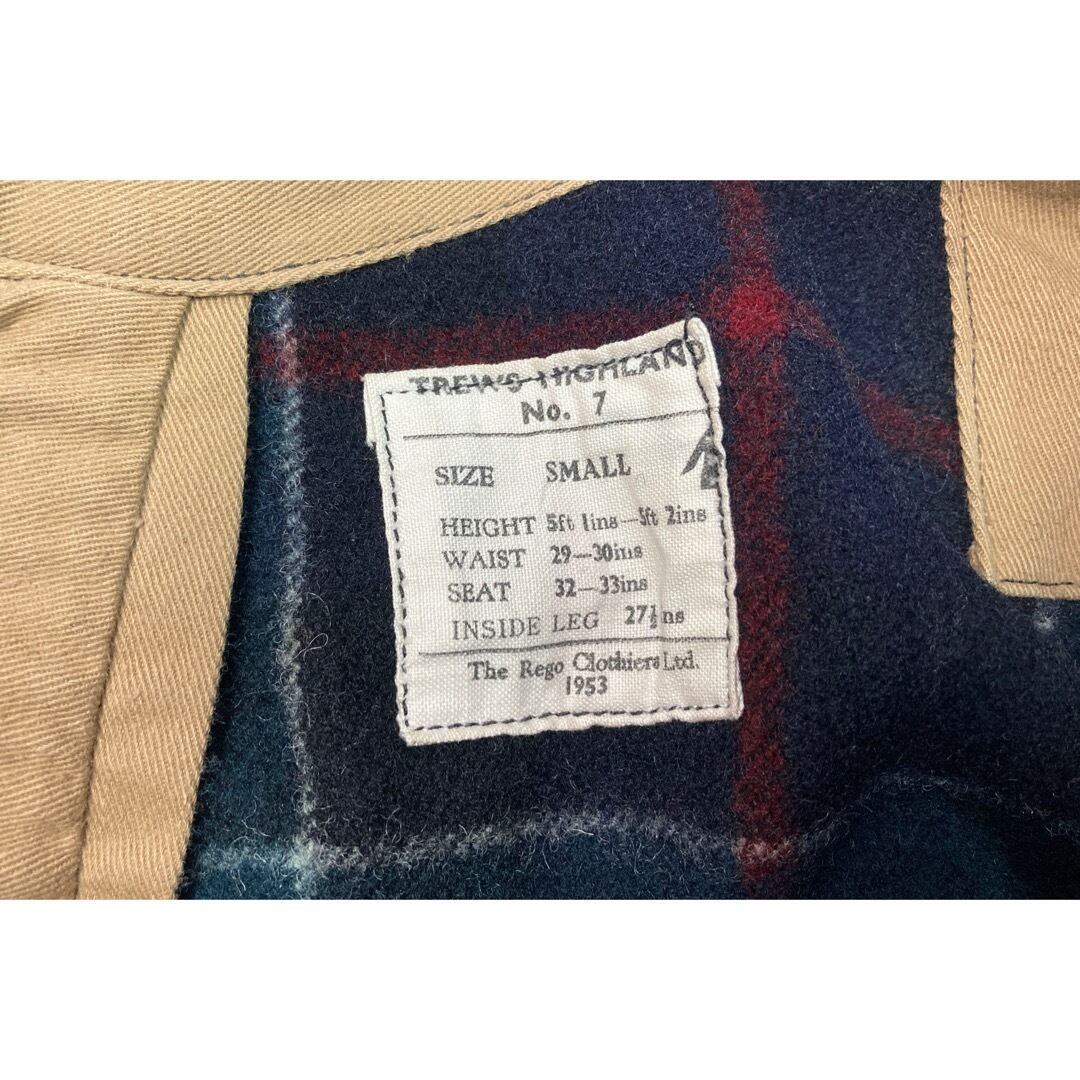 TREWS HIGHLAND
No. 7
SIZE SMALL
HEIGHT 5ft 1ins—5ft 2ins
WAIST 29—30ins
SEAT 32—33ins
INSIDE LEG 27½ns
The Rego Clothiers Ltd.
1953